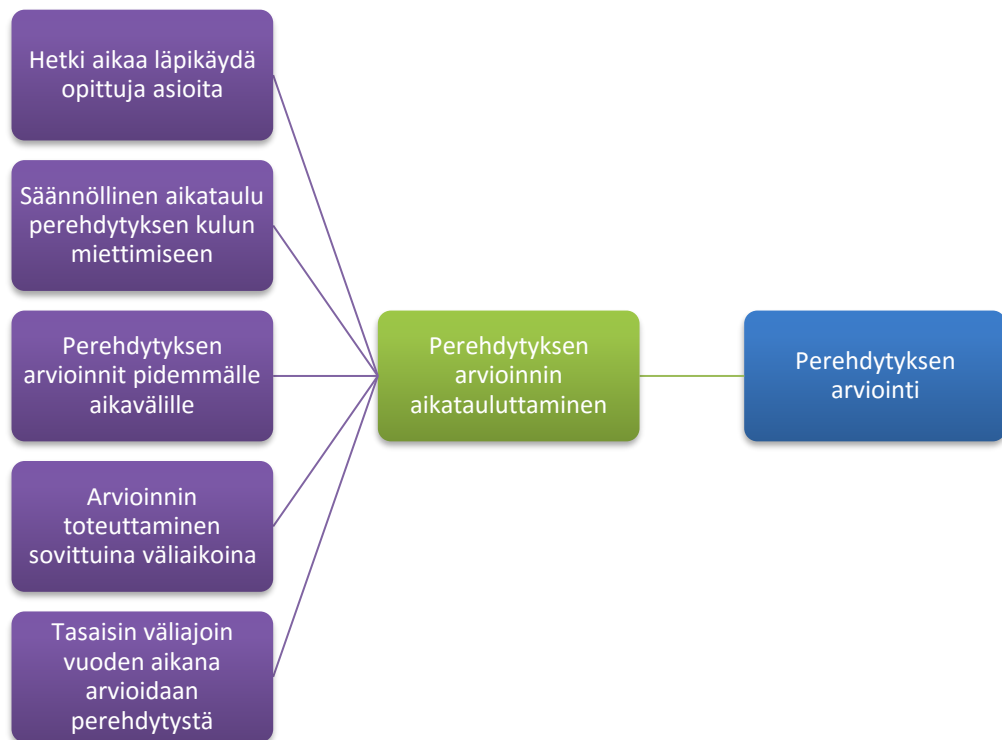 Hetki aikaa läpikäydä
opittuja asioita
Säännöllinen aikataulu
perehdytyksen kulun
miettimiseen
Perehdytyksen
arvioinnit pidemmälle
aikavälille
Arvioinnin
toteuttaminen
sovittuina väliaikoina
Tasaisin väliajoin
vuoden aikana
arvioidaan
perehdytystä
Perehdytyksen
arvioinnin
aikatauluttaminen
Perehdytyksen
arviointi